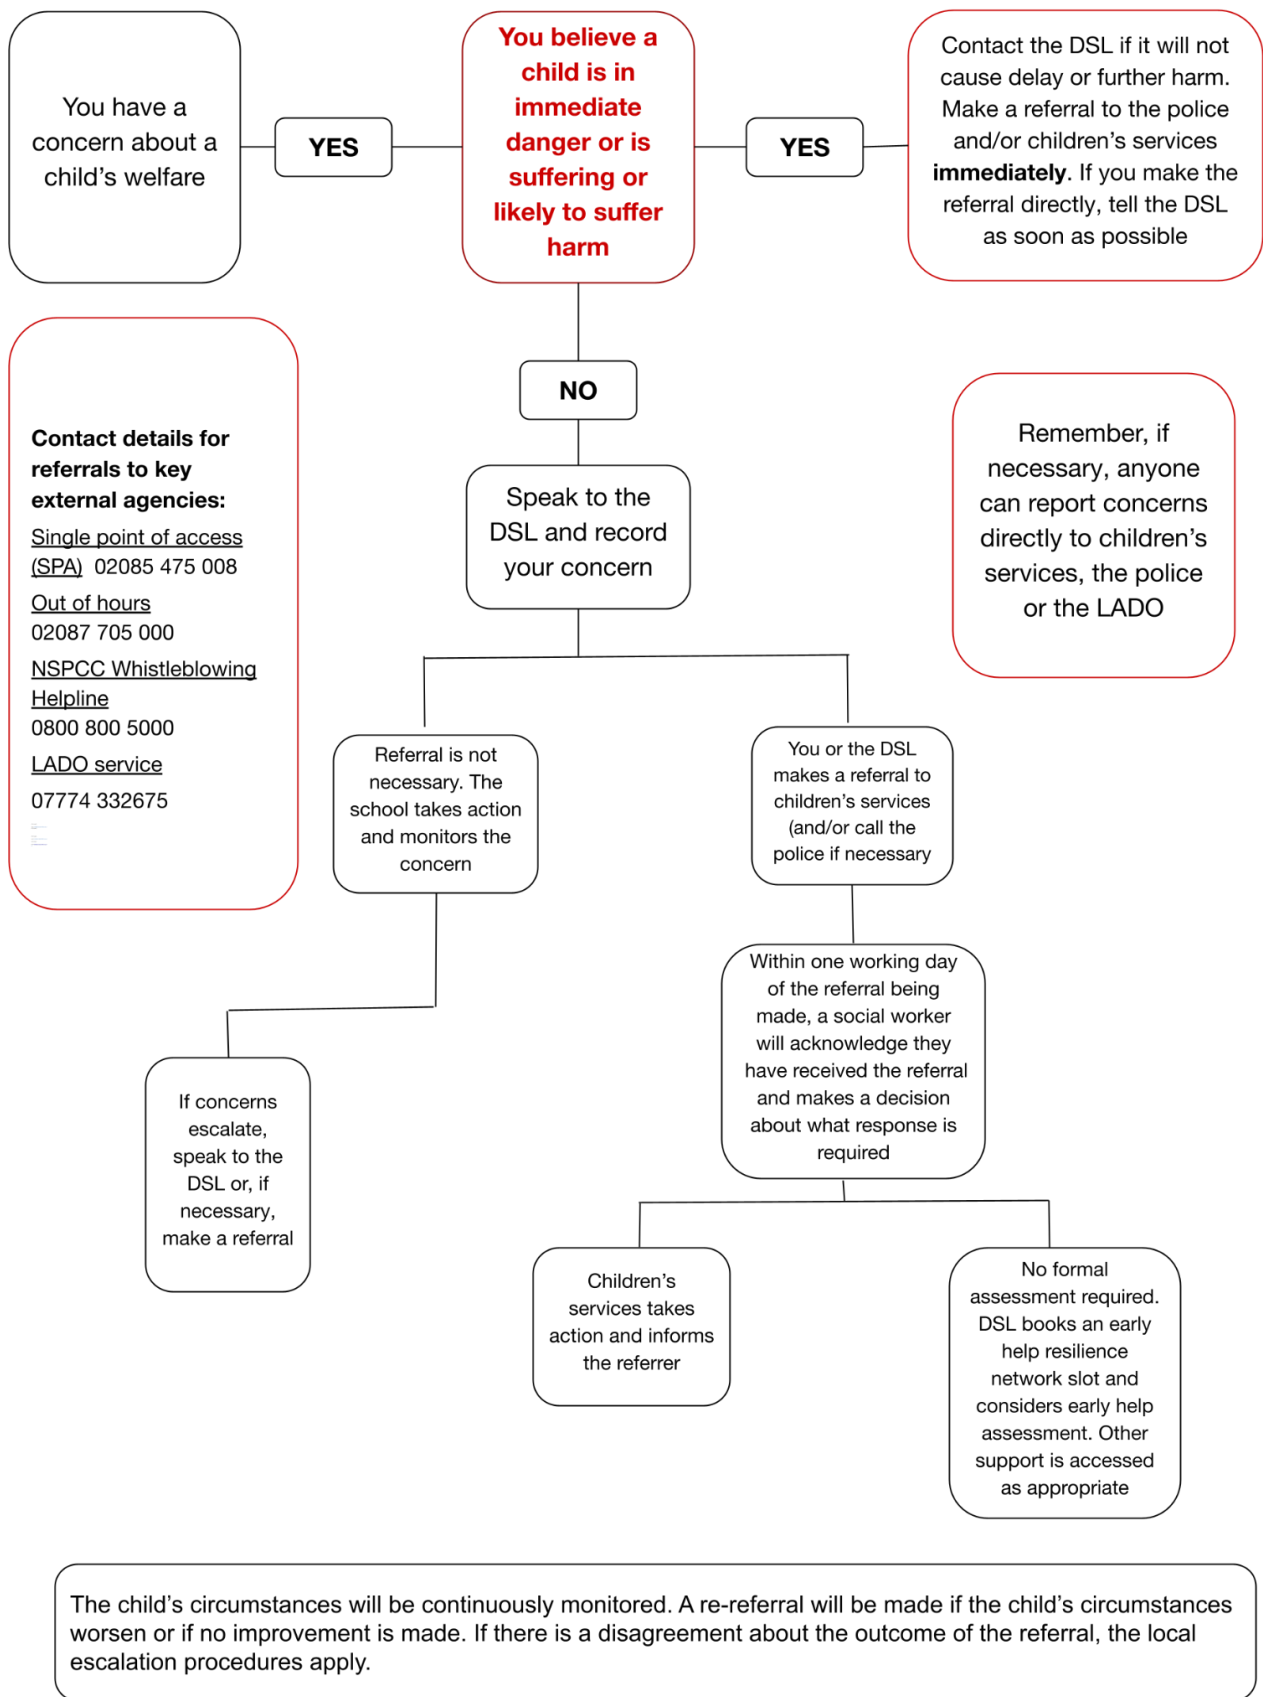 You have a
concern about a
child's welfare
YES
You believe a
child is in
immediate
danger or is
suffering or
likely to suffer
harm
YES
Contact the DSL if it will not
cause delay or further harm.
Make a referral to the police
and/or children's services
immediately. If you make the
referral directly, tell the DSL
as soon as possible
NO
Contact details for
referrals to key
external agencies:
Single point of access
(SPA) 02085 475 008
Out of hours
02087 705 000
NSPCC Whistleblowing
Helpline
0800 800 5000
LADO service
07774 332675
Speak to the
DSL and record
your concern
Remember, if
necessary, anyone
can report concerns
directly to children's
services, the police
or the LADO
Referral is not
necessary. The
school takes action
and monitors the
concern
You or the DSL
makes a referral to
children's services
(and/or call the
police if necessary
Within one working day
of the referral being
made, a social worker
will acknowledge they
have received the referral
and makes a decision
about what response is
required
If concerns
escalate,
speak to the
DSL or, if
necessary,
make a referral
Children's
services takes
action and informs
the referrer
No formal
assessment required.
DSL books an early
help resilience
network slot and
considers early help
assessment. Other
support is accessed
as appropriate
The child's circumstances will be continuously monitored. A re-referral will be made if the child's circumstances
worsen or if no improvement is made. If there is a disagreement about the outcome of the referral, the local
escalation procedures apply.